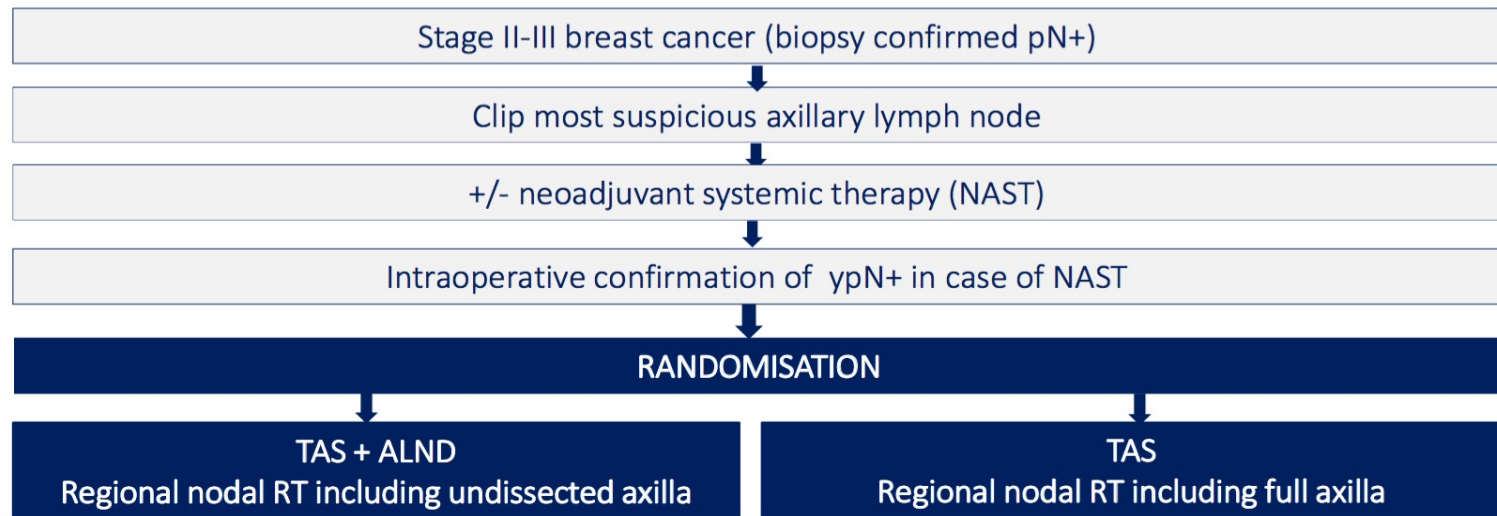 Stage II-III breast cancer (biopsy confirmed pN+)
Clip most suspicious axillary lymph node
+/- neoadjuvant systemic therapy (NAST)
Intraoperative confirmation of ypN+ in case of NAST
RANDOMISATION
TAS + ALND
Regional nodal RT including undissected axilla
TAS
Regional nodal RT including full axilla